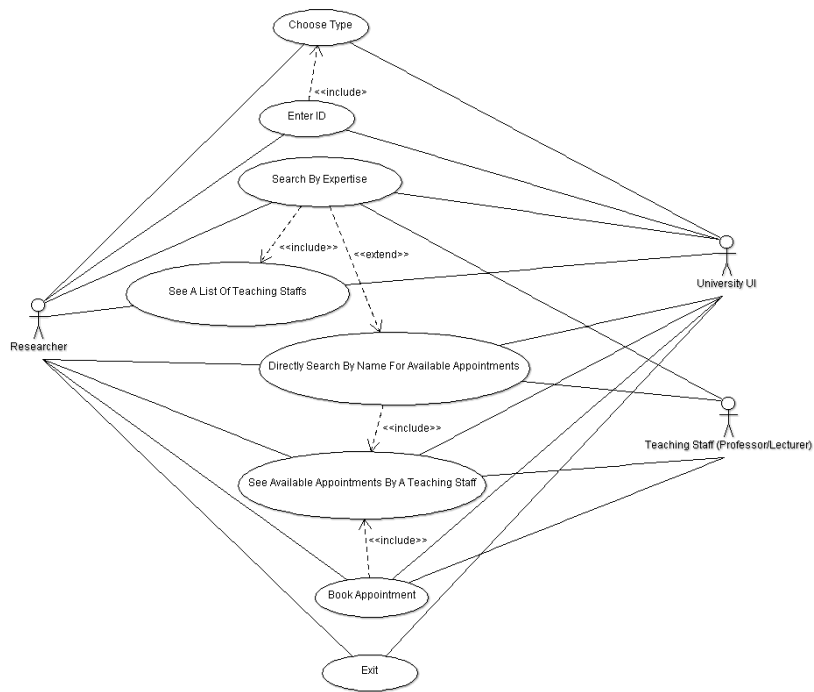 Choose Type
<<include>
Enter ID
Search By Expertise
<<include>>
<<extend>>
University UI
See A List Of Teaching Staffs
Researcher
Directly Search By Name For Available Appointments
<<include>>
Teaching Staff (Professor/Lecturer)
See Available Appointments By A Teaching Staff
<<include>>
Book Appointment
Exit